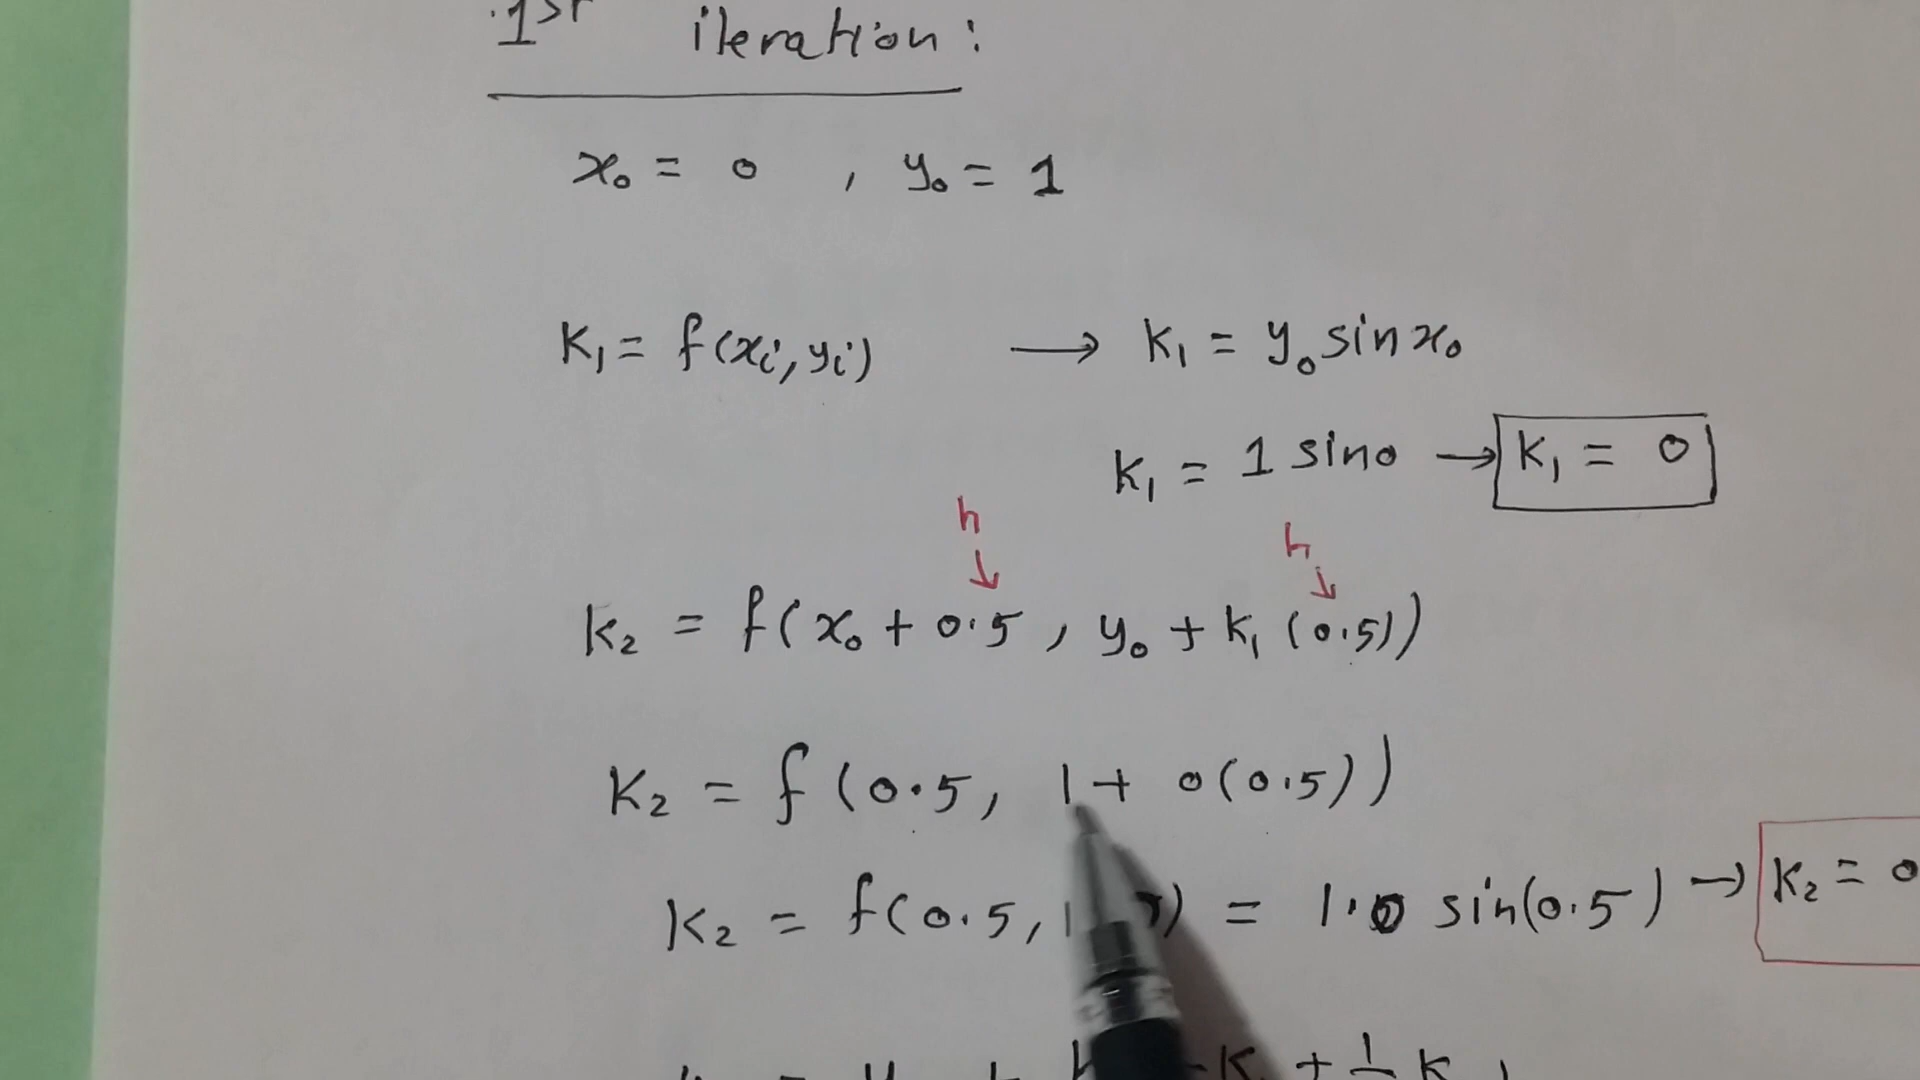 1st iteration:
x₀ = 0 , y₀ = 1
K₁ = f(xᵢ, yᵢ) → K₁ = y₀ sin x₀
K₁ = 1 sin0 → K₁ = 0
h h
K₂ = f(x₀ + 0.5 , y₀ + K₁ (0.5))
K₂ = f(0.5, 1+ 0(0.5))
K₂ = f(0.5, 1 ) = 1.0 sin(0.5) → K₂ = 0